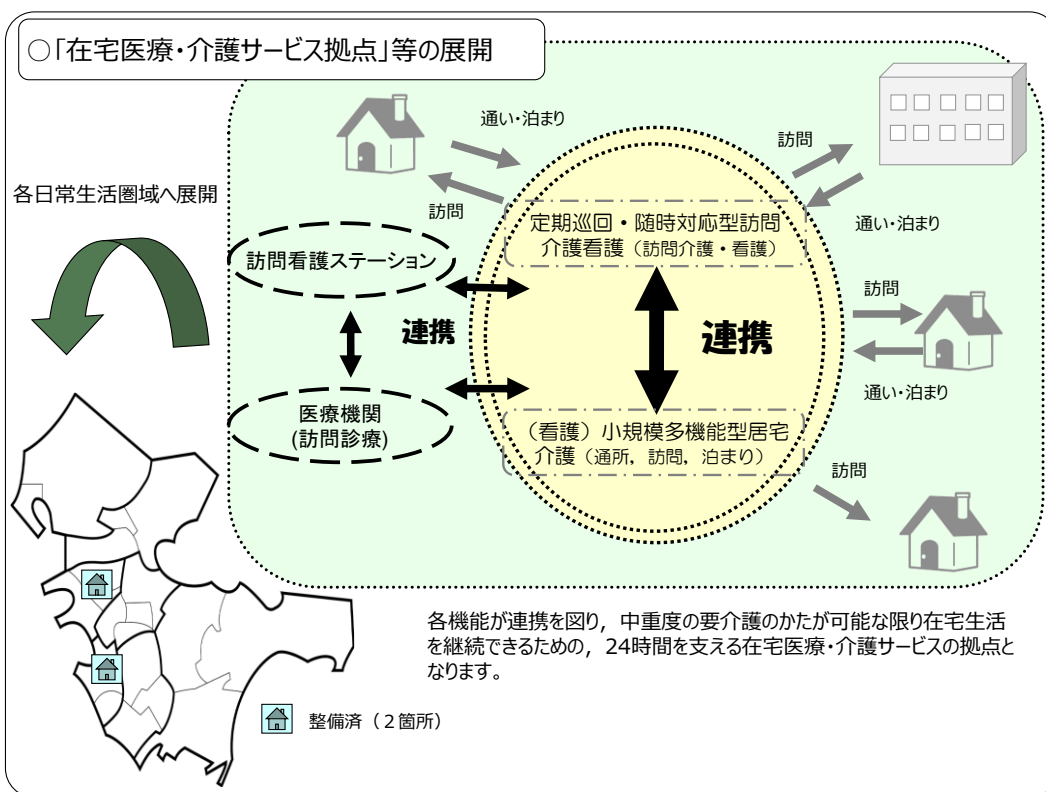 ○「在宅医療・介護サービス拠点」等の展開
通い・泊まり
訪問
訪問
各日常生活圏域へ展開
定期巡回・随時対応型訪問
介護看護（訪問介護・看護）
通い・泊まり
訪問看護ステーション
訪問
連携
連携
通い・泊まり
医療機関
(訪問診療)
（看護）小規模多機能型居宅
介護（通所，訪問，泊まり）
訪問
各機能が連携を図り，中重度の要介護のかたが可能な限り在宅生活
を継続できるための，24時間を支える在宅医療・介護サービスの拠点と
なります。
整備済（２箇所）